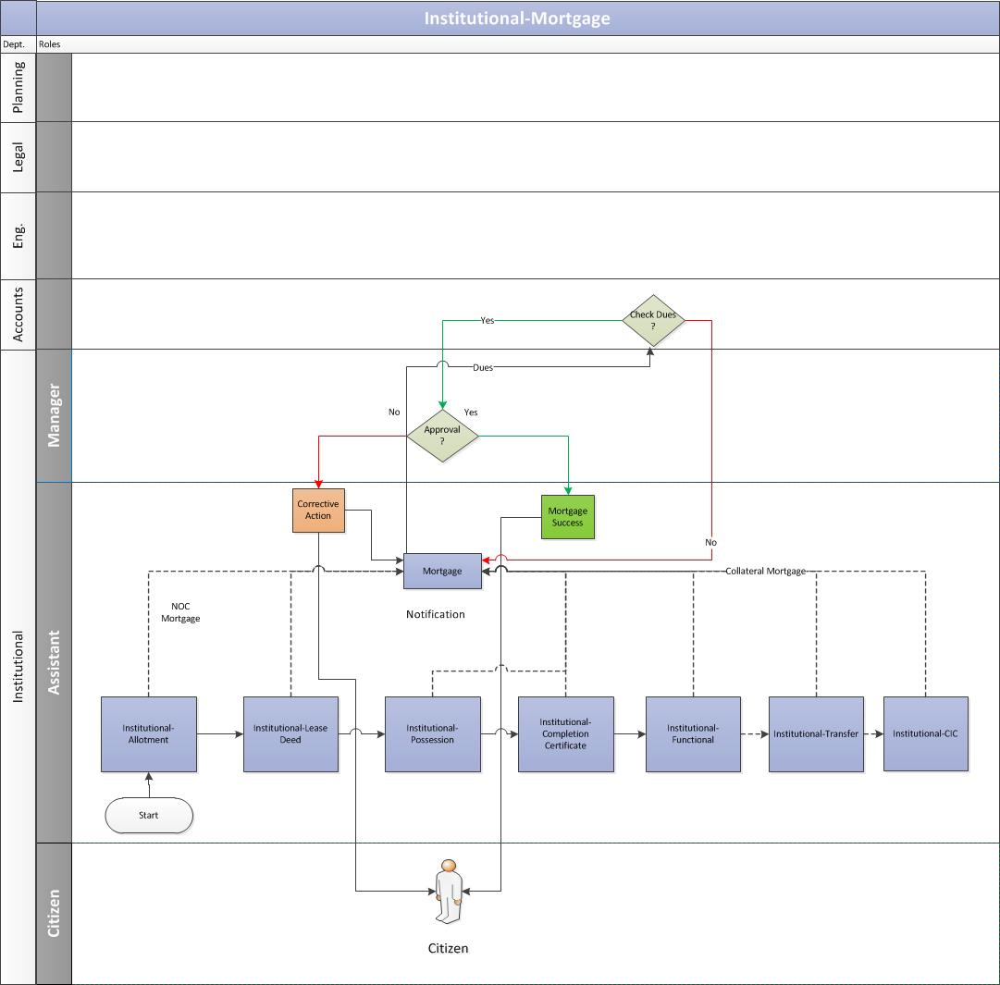 Institutional-Mortgage
Dept.
Roles
Planning
Legal
Eng.
Accounts
Check Dues
?
Yes
Dues
Manager
No
Yes
Approval
?
Corrective
Action
Mortgage
Success
No
Mortgage
Collateral Mortgage
NOC
Mortgage
Notification
Institutional
Assistant
Institutional-
Allotment
Institutional-Lease
Deed
Institutional-
Possession
Institutional-
Completion
Certificate
Institutional-
Functional
Institutional-Transfer
Institutional-CIC
Start
Citizen
Citizen